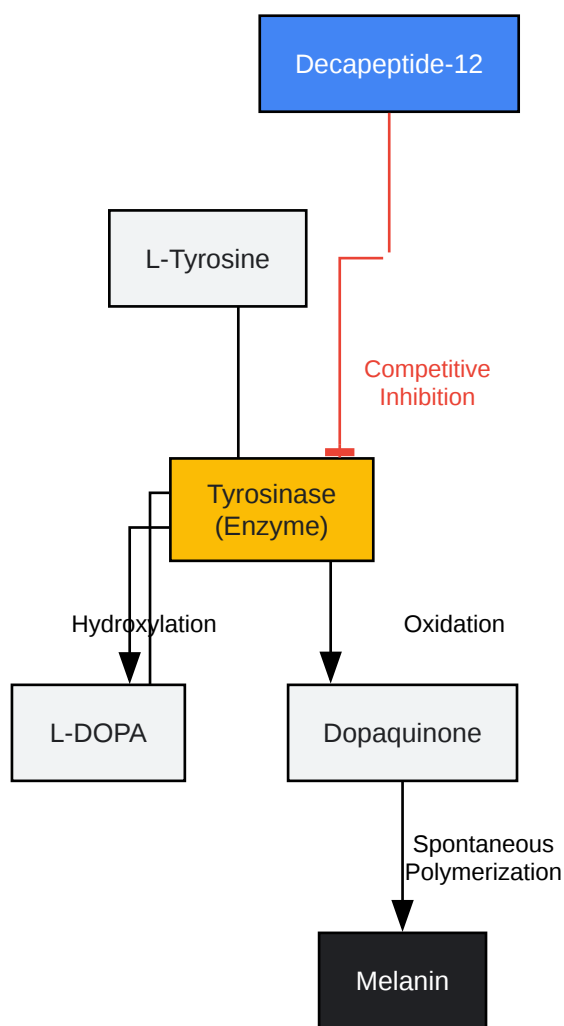 Decapeptide-12
L-Tyrosine
Competitive
Inhibition
Tyrosinase
(Enzyme)
Hydroxylation
Oxidation
L-DOPA
Dopaquinone
Spontaneous
Polymerization
Melanin